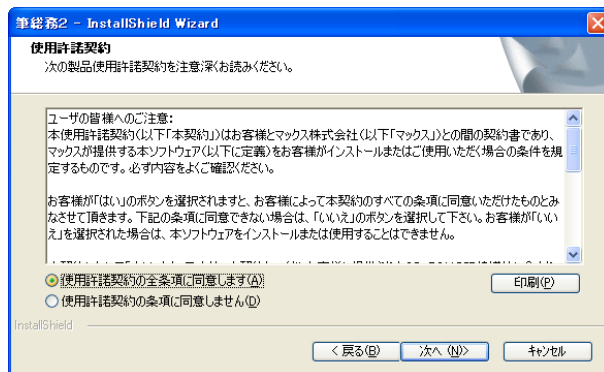 筆総務2 - InstallShield Wizard
使用許諾契約
次の製品使用許諾契約を注意深くお読みください。
ユーザの皆様へのご注意:
本使用許諾契約(以下「本契約」)はお客様とマックス株式会社(以下「マックス」)との間の契約書であり、
マックスが提供する本ソフトウェア(以下に定義)をお客様がインストールまたはご使用いただく場合の条件を規
定するものです。必ず内容をよくご確認ください。
お客様が「はい」のボタンを選択されますと、お客様によって本契約のすべての条項に同意いただけたものとみ
なさせて頂きます。下記の条項に同意できない場合は、「いいえ」のボタンを選択して下さい。お客様が「いい
え」を選択された場合は、本ソフトウェアをインストールまたは使用することはできません。
使用許諾契約の全条項に同意します(A)
印刷(P)
使用許諾契約の条項に同意しません(D)
InstallShield
< 戻る(B)
次へ (N)>
キャンセル